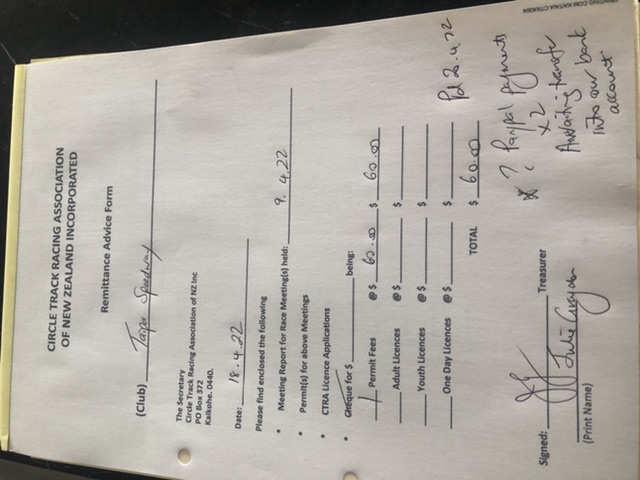 CIRCLE TRACK RACING ASSOCIATION
OF NEW ZEALAND INCORPORATED
Remittance Advice Form
(Club) Taipa Speedway
The Secretary
Circle Track Racing Association of NZ Inc
PO Box 372
Kaikohe. 0440.
Date: 18.4.22
Please find enclosed the following
• Meeting Report for Race Meeting(s) held: 9.4.22
• Permit(s) for above Meetings
• CTRA Licence Applications
• Cheque for $ being:
1 Permit Fees @ $ 60.00 $ 60.00
Adult Licences @ $ $
Youth Licences @ $ $
One Day Licences @ $ $
TOTAL $ 60.00
Pd 2.4.22
* ? Paypal payments
x2
Awaiting transfer
into our bank
account
Signed: Treasurer
Julie
(Print Name)